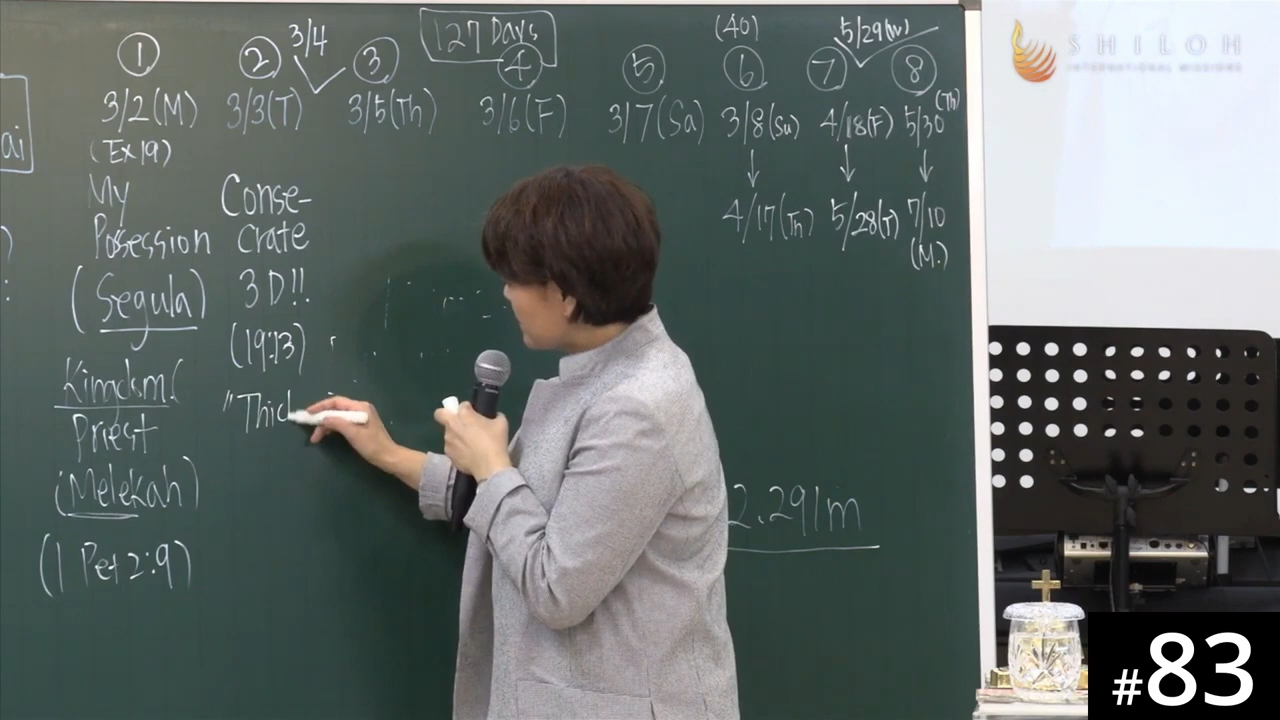 127 Days
(40)
5/29(W)
3/4
① ② ③ ④ ⑤ ⑥ ⑦ ⑧
3/2(M) 3/3(T) 3/5(Th) 3/6(F) 3/7(Sa) 3/8(Su) 4/18(F) 5/30(Th)
↓ ↓ ↓
4/17(Th) 5/28(T) 7/10
(M)
ai
(Ex19)
My
Possession
(Segula)
Kingdom(
Priest
(Melekah)
(1 Pet 2:9)
Conse-
crate
3D!!
(19:13)
"Thic
2.291m
SHILOH
INTERNATIONAL MISSIONS
#83